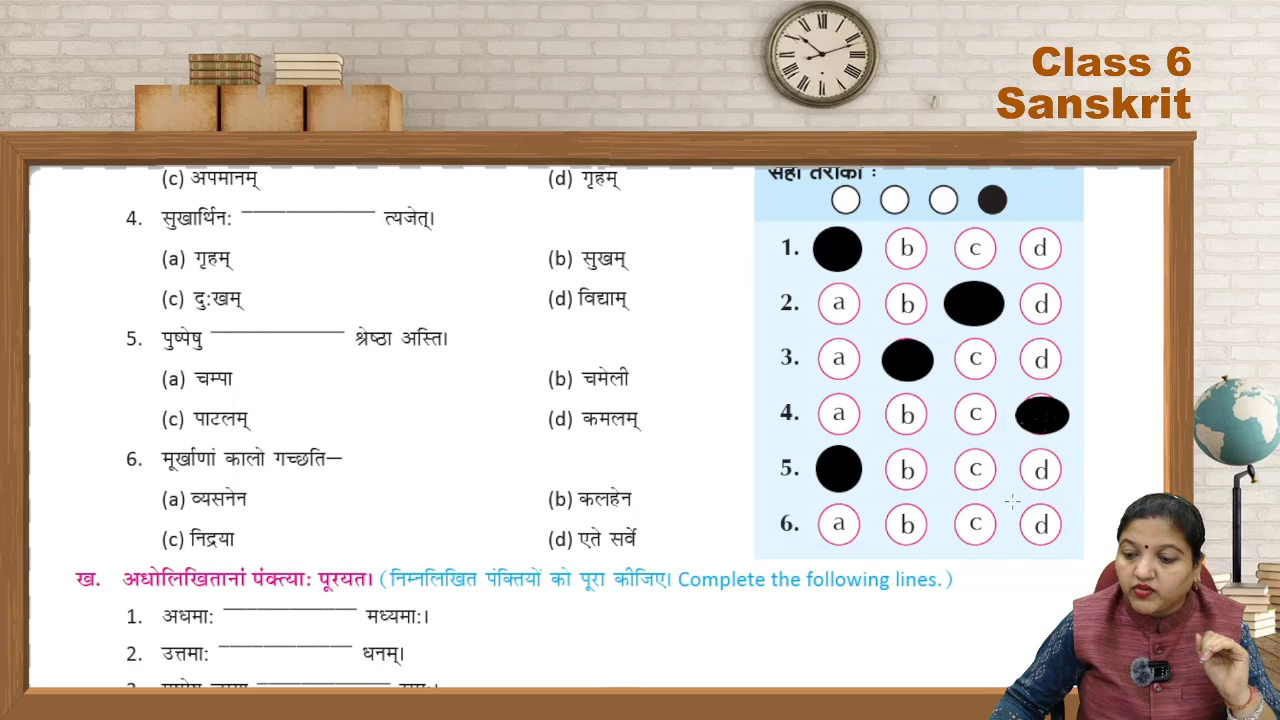 Class 6
Sanskrit
सही तरीका :
(c) अपमानम् (d) गृहम्
4. सुखार्थिन: ____________ त्यजेत्।
(a) गृहम् (b) सुखम्
(c) दु:खम् (d) विद्याम्
5. पुष्पेषु ____________ श्रेष्ठा अस्ति।
(a) चम्पा (b) चमेली
(c) पाटलम् (d) कमलम्
6. मूर्खाणां कालो गच्छति—
(a) व्यसनेन (b) कलहेन
(c) निद्रया (d) एते सर्वे
1. b c d
2. a b d
3. a c d
4. a b c
5. b c d
6. a b c d
ख. अधोलिखितानां पंक्त्या: पूरयत। (निम्नलिखित पंक्तियों को पूरा कीजिए। Complete the following lines.)
1. अधमा: ____________ मध्यमा:।
2. उत्तमा: ____________ धनम्।